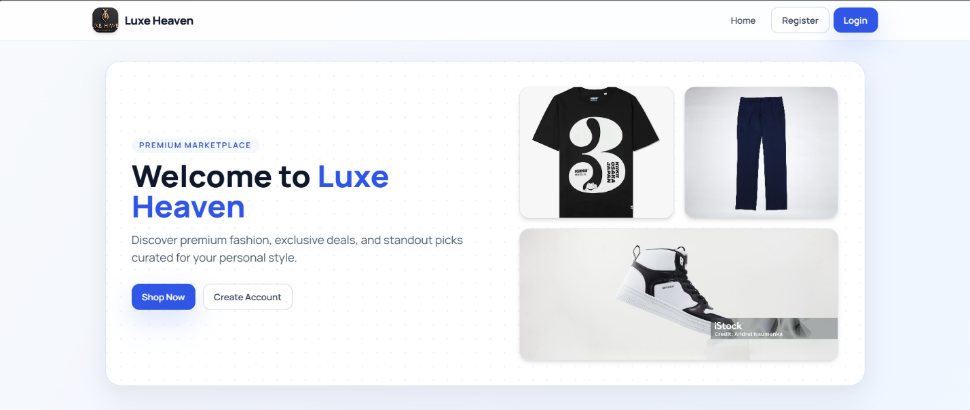 Luxe Heaven
Home
Register
Login
PREMIUM MARKETPLACE
Welcome to Luxe
Heaven
Discover premium fashion, exclusive deals, and standout picks
curated for your personal style.
Shop Now
Create Account
3
iStock
Credit: Andrei Naumenka